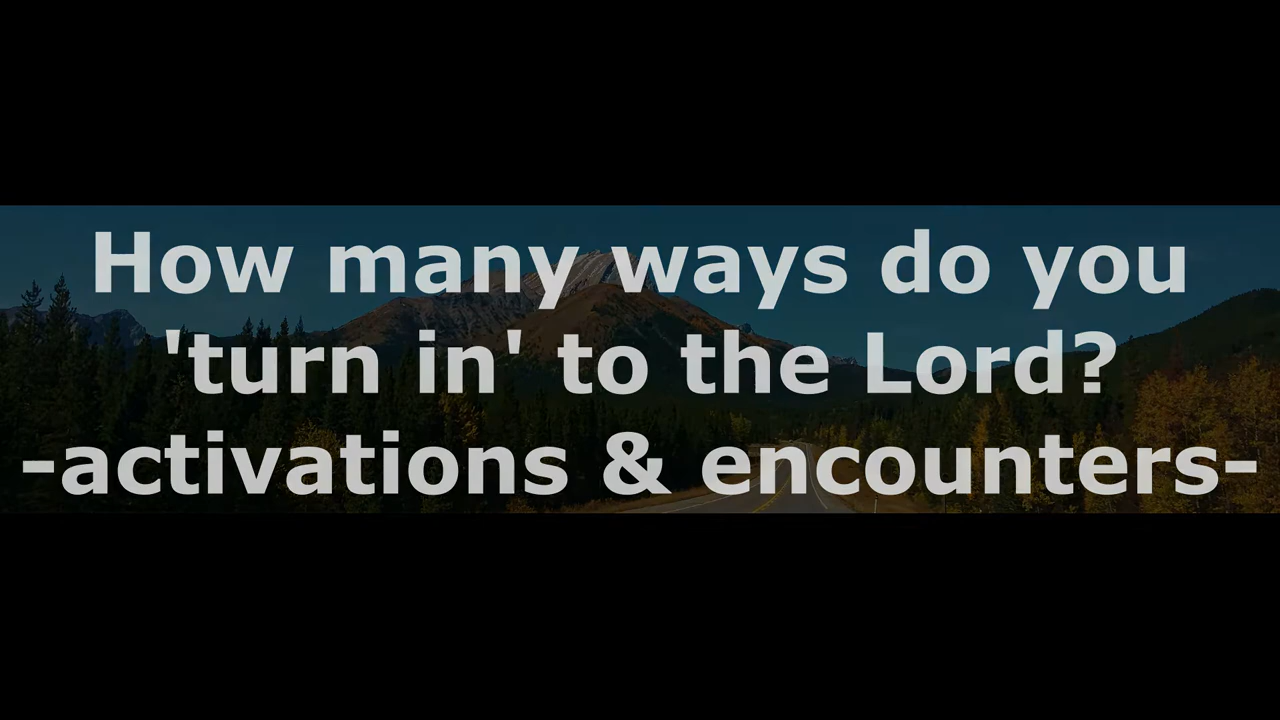 How many ways do you
'turn in' to the Lord?
-activations & encounters-